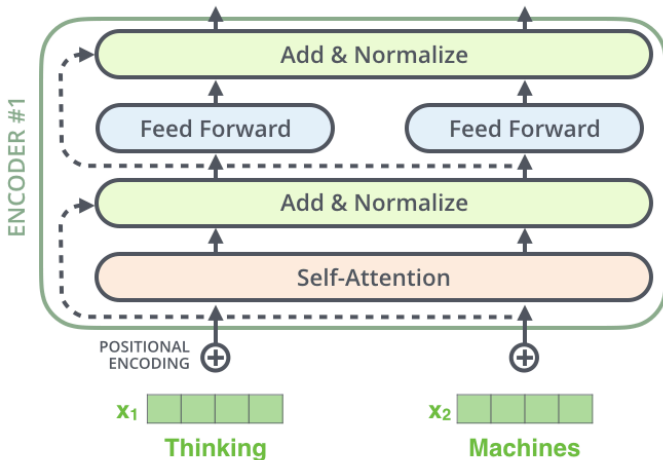 ENCODER #1
Add & Normalize
Feed Forward
Feed Forward
Add & Normalize
Self-Attention
POSITIONAL
ENCODING
x1
x2
Thinking
Machines